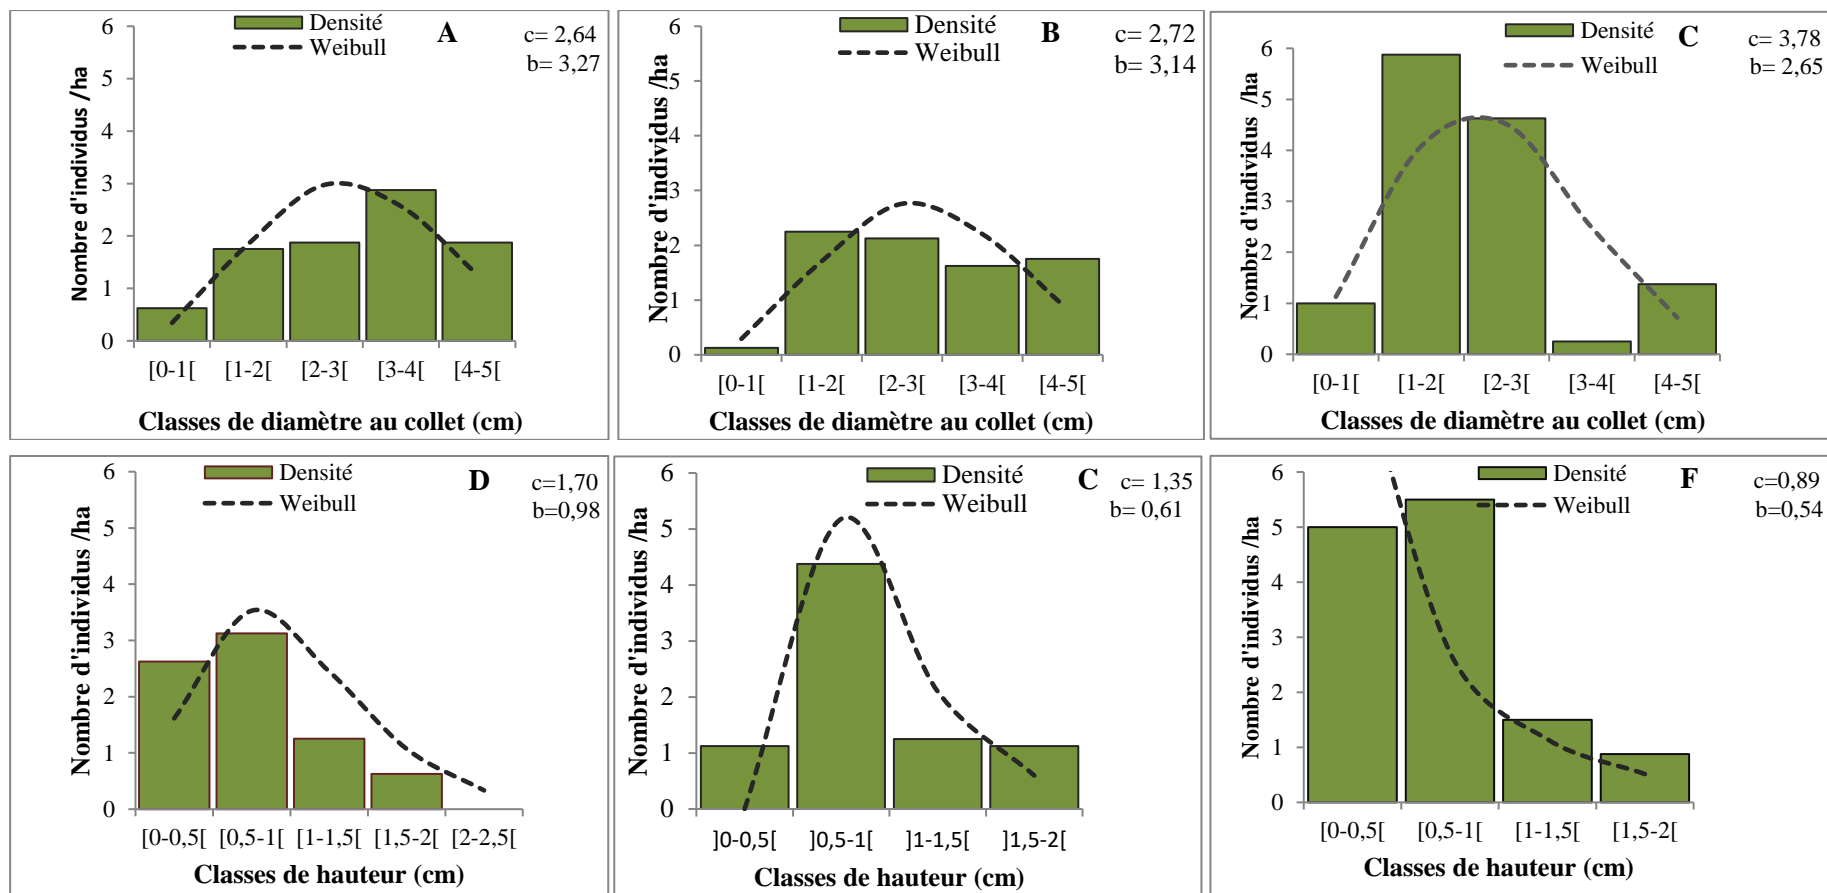 Densité
Weibull
A
c= 2,64
b= 3,27
Nombre d'individus /ha
6
5
4
3
2
1
0
[0-1[ [1-2[ [2-3[ [3-4[ [4-5[
Classes de diamètre au collet (cm)
Densité
Weibull
B
c= 2,72
b= 3,14
Nombre d'individus /ha
6
5
4
3
2
1
0
[0-1[ [1-2[ [2-3[ [3-4[ [4-5[
Classes de diamètre au collet (cm)
Densité
Weibull
C
c= 3,78
b= 2,65
Nombre d'individus /ha
6
5
4
3
2
1
0
[0-1[ [1-2[ [2-3[ [3-4[ [4-5[
Classes de diamètre au collet (cm)
Densité
Weibull
D
c=1,70
b=0,98
Nombre d'individus /ha
6
5
4
3
2
1
0
[0-0,5[ [0,5-1[ [1-1,5[ [1,5-2[ [2-2,5[
Classes de hauteur (cm)
Densité
Weibull
C
c= 1,35
b= 0,61
Nombre d'individus /ha
6
5
4
3
2
1
0
]0-0,5[ ]0,5-1[ ]1-1,5[ ]1,5-2[
Classes de hauteur (cm)
Densité
Weibull
F
c=0,89
b=0,54
Nombre d'individus /ha
6
5
4
3
2
1
0
[0-0,5[ [0,5-1[ [1-1,5[ [1,5-2[
Classes de hauteur (cm)